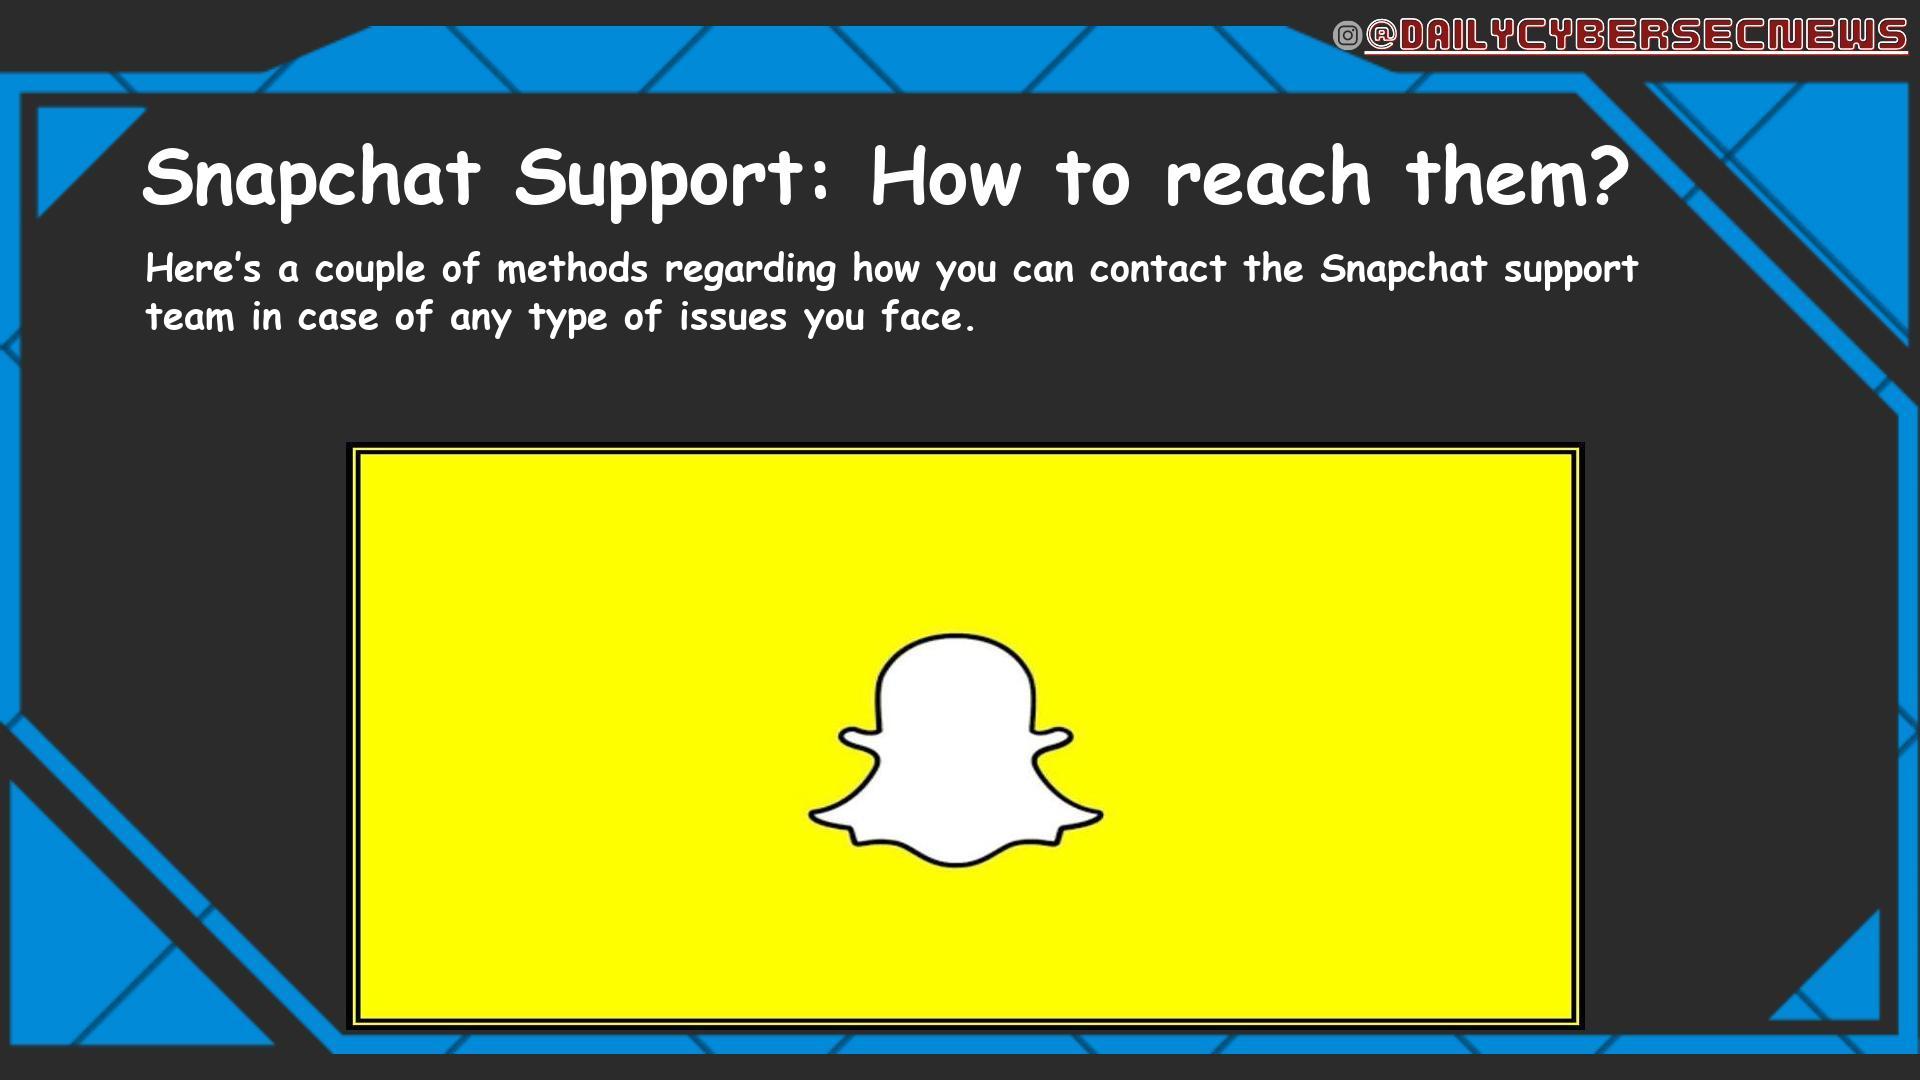 @DAILYCYBERSECNEWS
Snapchat Support: How to reach them?
Here's a couple of methods regarding how you can contact the Snapchat support
team in case of any type of issues you face.